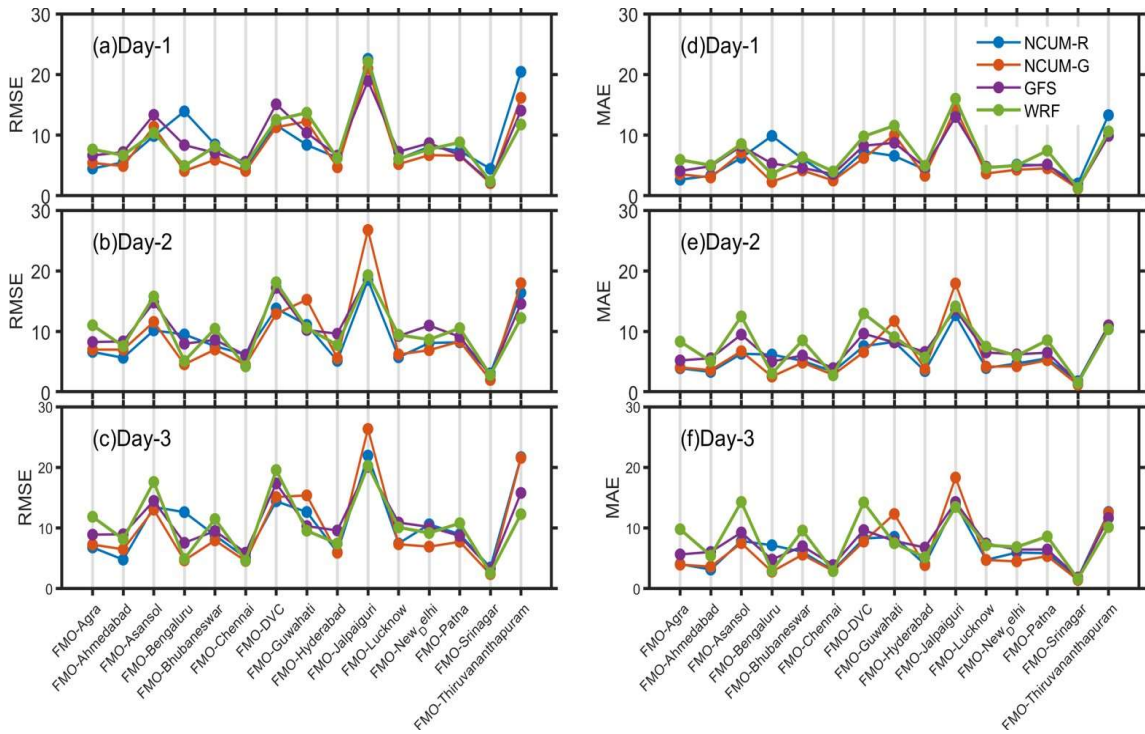 30
20
10
0
RMSE
(a)Day-1
30
20
10
0
RMSE
(b)Day-2
30
20
10
0
RMSE
(c)Day-3
FMO-Agra
FMO-Ahmedabad
FMO-Asansol
FMO-Bengaluru
FMO-Bhubaneswar
FMO-Chennai
FMO-DVC
FMO-Guwahati
FMO-Hyderabad
FMO-Jalpaiguri
FMO-Lucknow
FMO-New_Delhi
FMO-Patna
FMO-Srinagar
FMO-Thiruvananthapuram
30
20
10
0
MAE
(d)Day-1
NCUM-R
NCUM-G
GFS
WRF
30
20
10
0
MAE
(e)Day-2
30
20
10
0
MAE
(f)Day-3
FMO-Agra
FMO-Ahmedabad
FMO-Asansol
FMO-Bengaluru
FMO-Bhubaneswar
FMO-Chennai
FMO-DVC
FMO-Guwahati
FMO-Hyderabad
FMO-Jalpaiguri
FMO-Lucknow
FMO-New_Delhi
FMO-Patna
FMO-Srinagar
FMO-Thiruvananthapuram